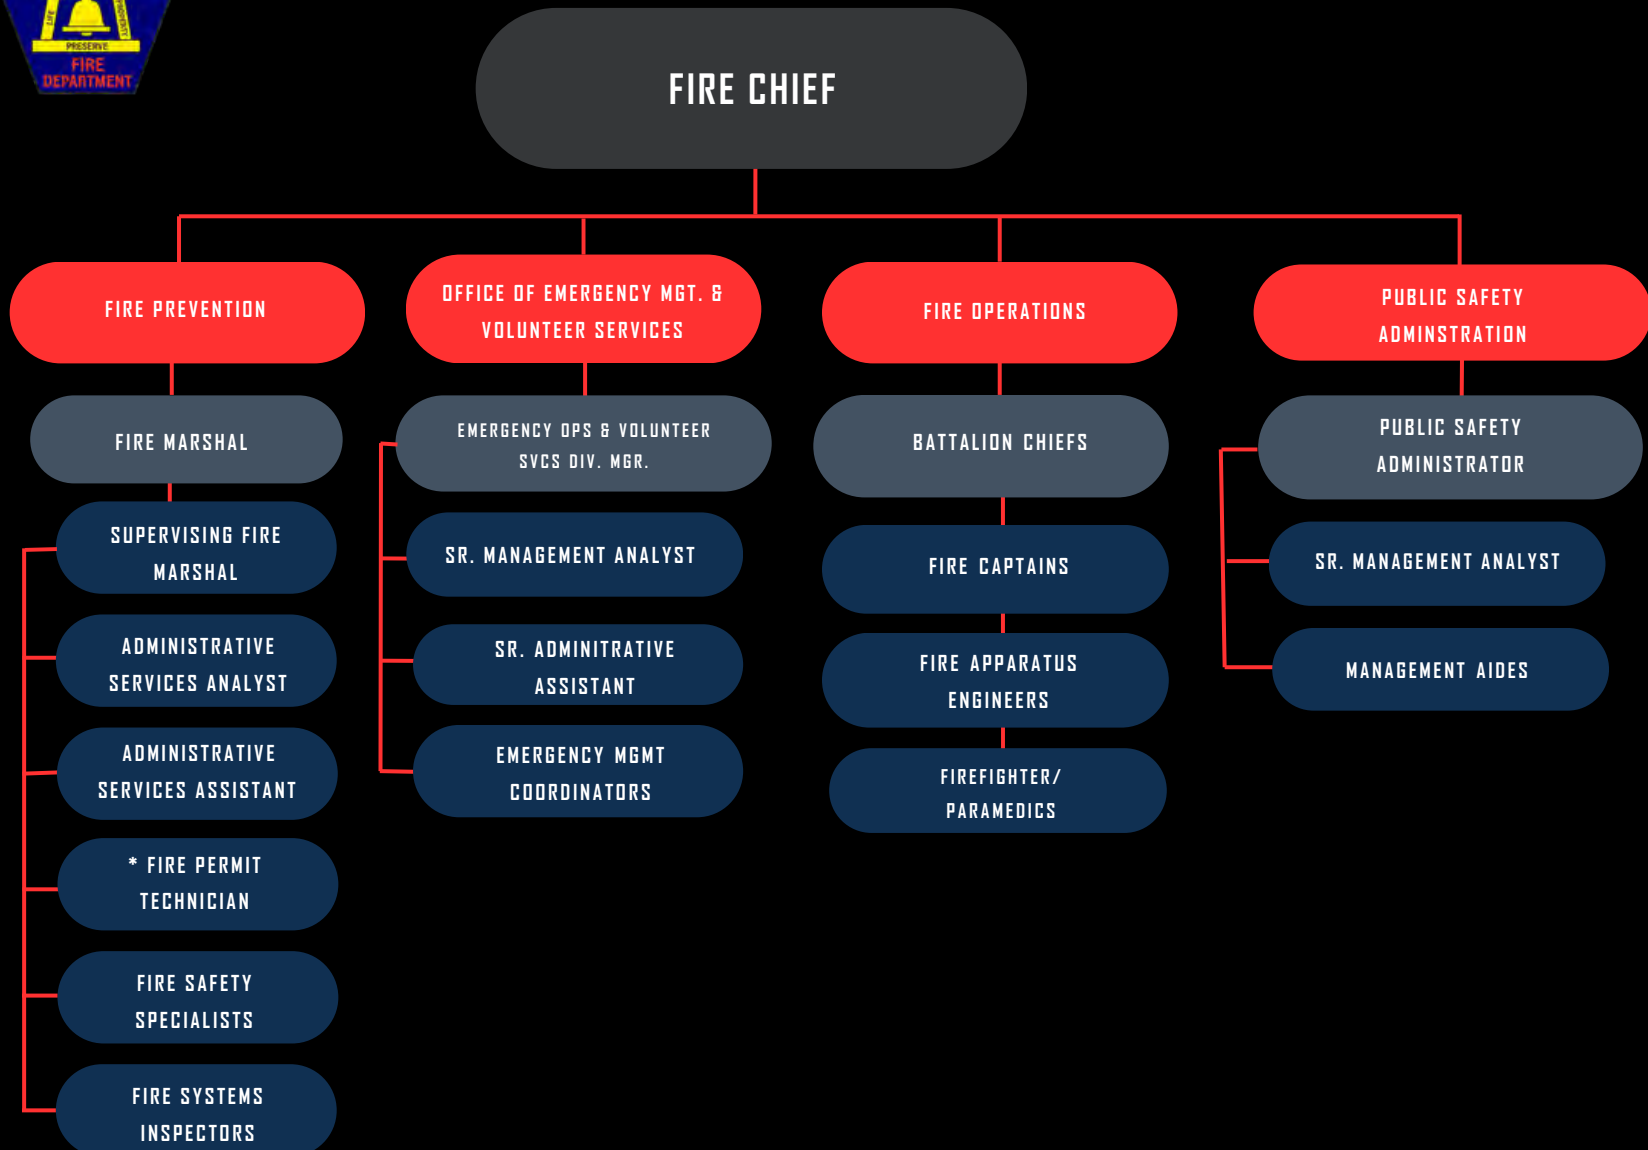 LIFE
PROPERTY
PRESERVE
FIRE
DEPARTMENT
FIRE CHIEF
FIRE PREVENTION
OFFICE OF EMERGENCY MGT. &
VOLUNTEER SERVICES
FIRE OPERATIONS
PUBLIC SAFETY
ADMINSTRATION
FIRE MARSHAL
EMERGENCY OPS & VOLUNTEER
SVCS DIV. MGR.
BATTALION CHIEFS
PUBLIC SAFETY
ADMINISTRATOR
SUPERVISING FIRE
MARSHAL
ADMINISTRATIVE
SERVICES ANALYST
ADMINISTRATIVE
SERVICES ASSISTANT
* FIRE PERMIT
TECHNICIAN
FIRE SAFETY
SPECIALISTS
FIRE SYSTEMS
INSPECTORS
SR. MANAGEMENT ANALYST
SR. ADMINITRATIVE
ASSISTANT
EMERGENCY MGMT
COORDINATORS
FIRE CAPTAINS
FIRE APPARATUS
ENGINEERS
FIREFIGHTER/
PARAMEDICS
SR. MANAGEMENT ANALYST
MANAGEMENT AIDES